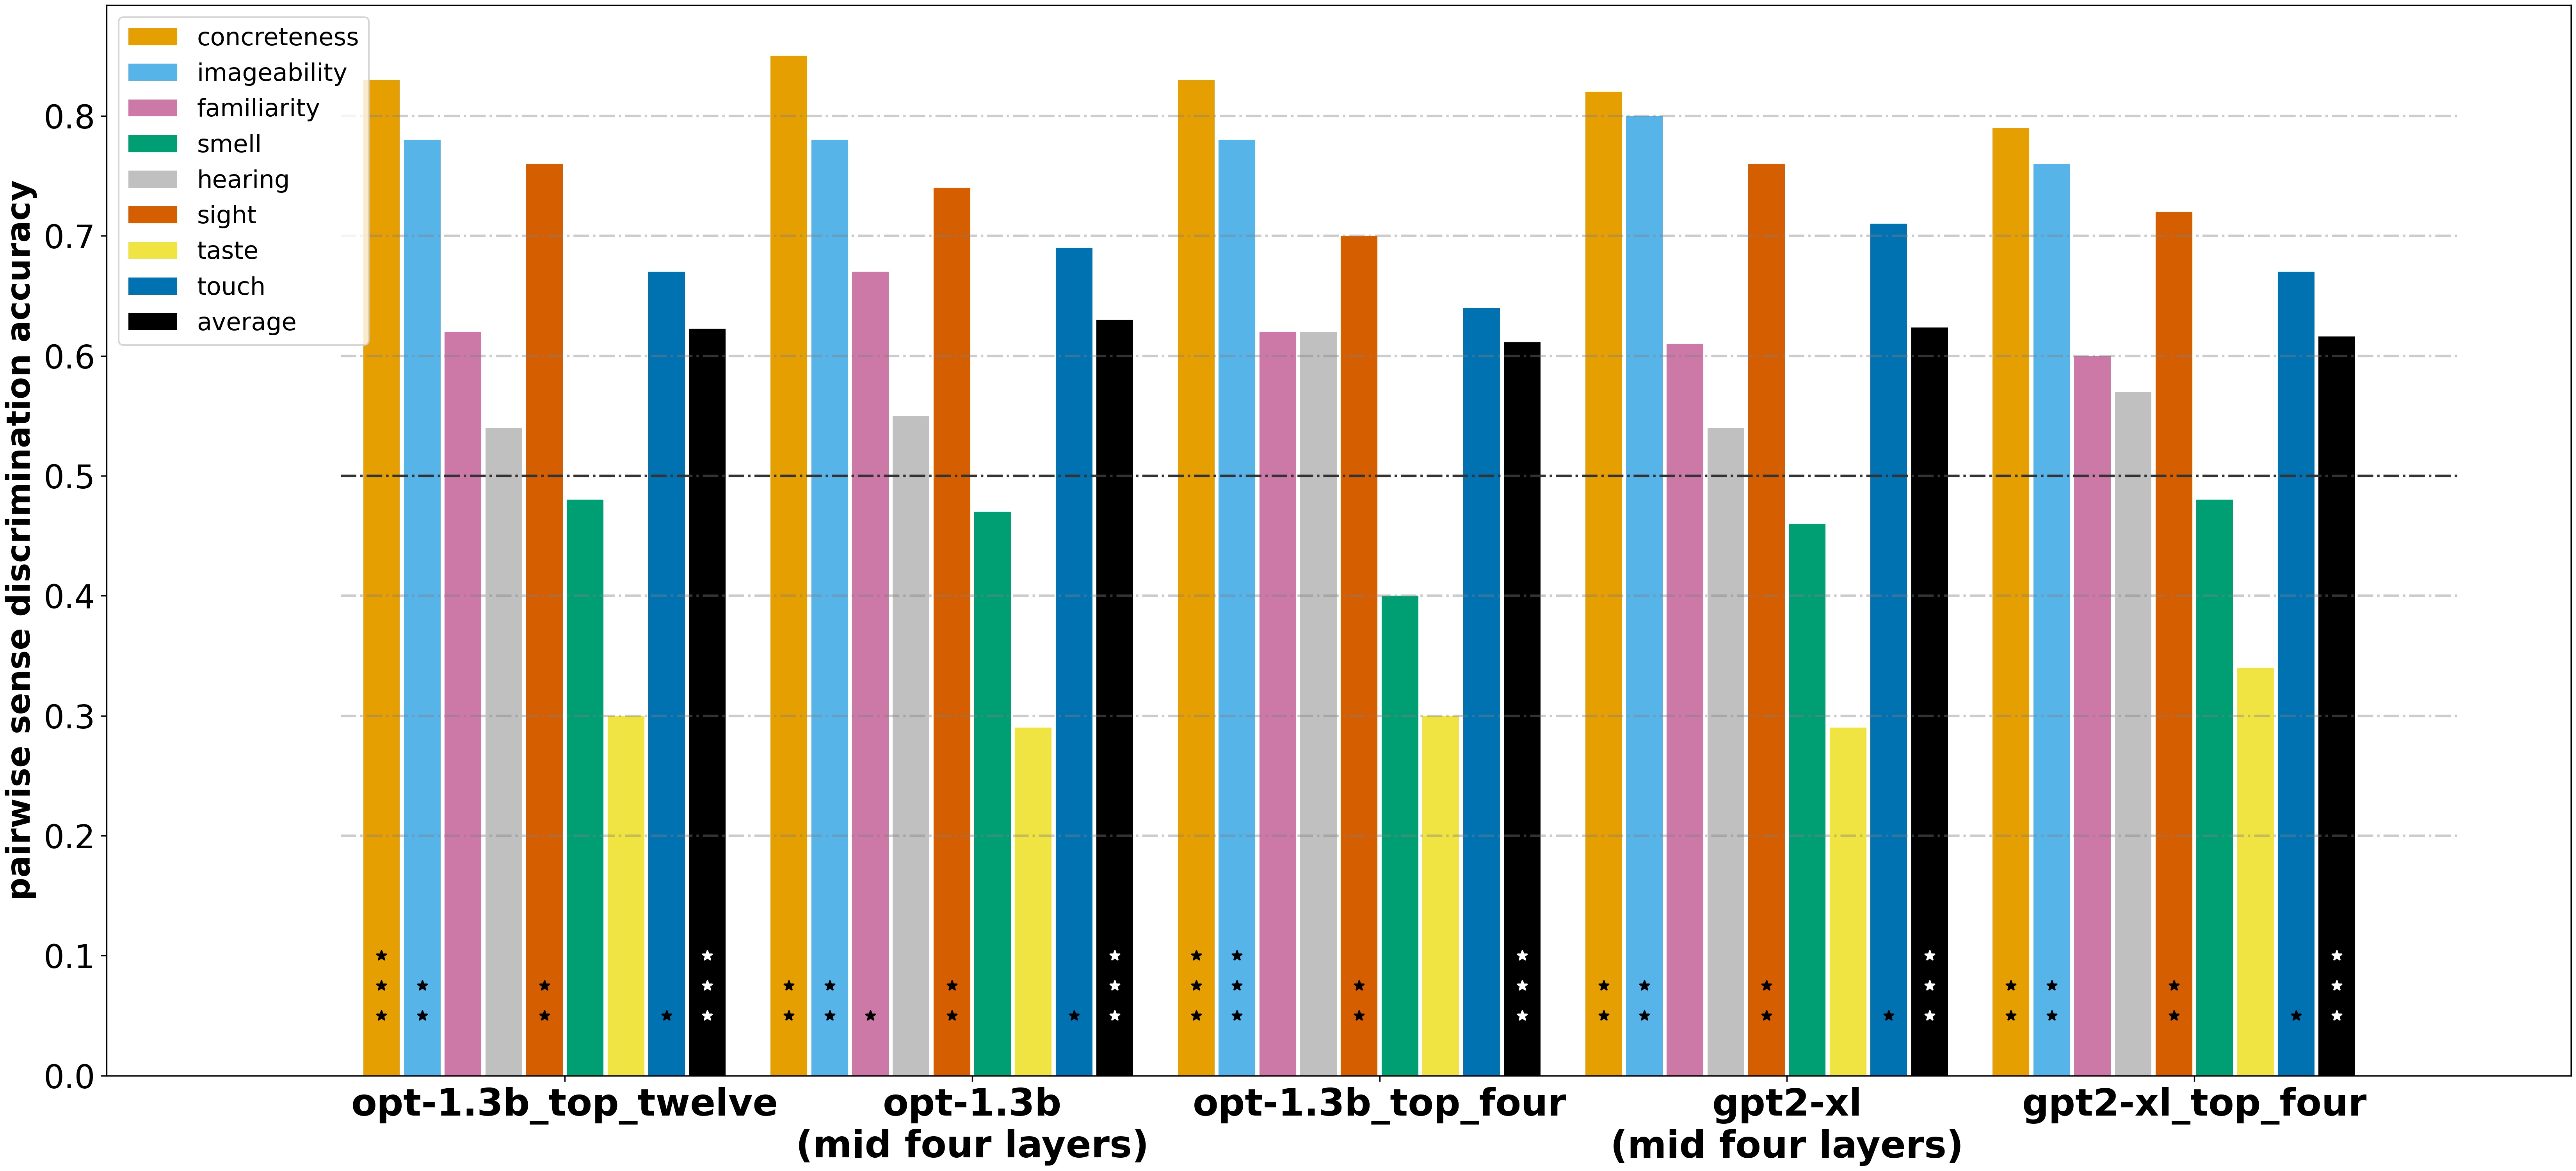 concreteness
imageability
familiarity
smell
hearing
sight
taste
touch
average
pairwise sense discrimination accuracy
0.8
0.7
0.6
0.5
0.4
0.3
0.2
0.1
0.0
opt-1.3b_top_twelve
opt-1.3b
(mid four layers)
opt-1.3b_top_four
gpt2-xl
(mid four layers)
gpt2-xl_top_four